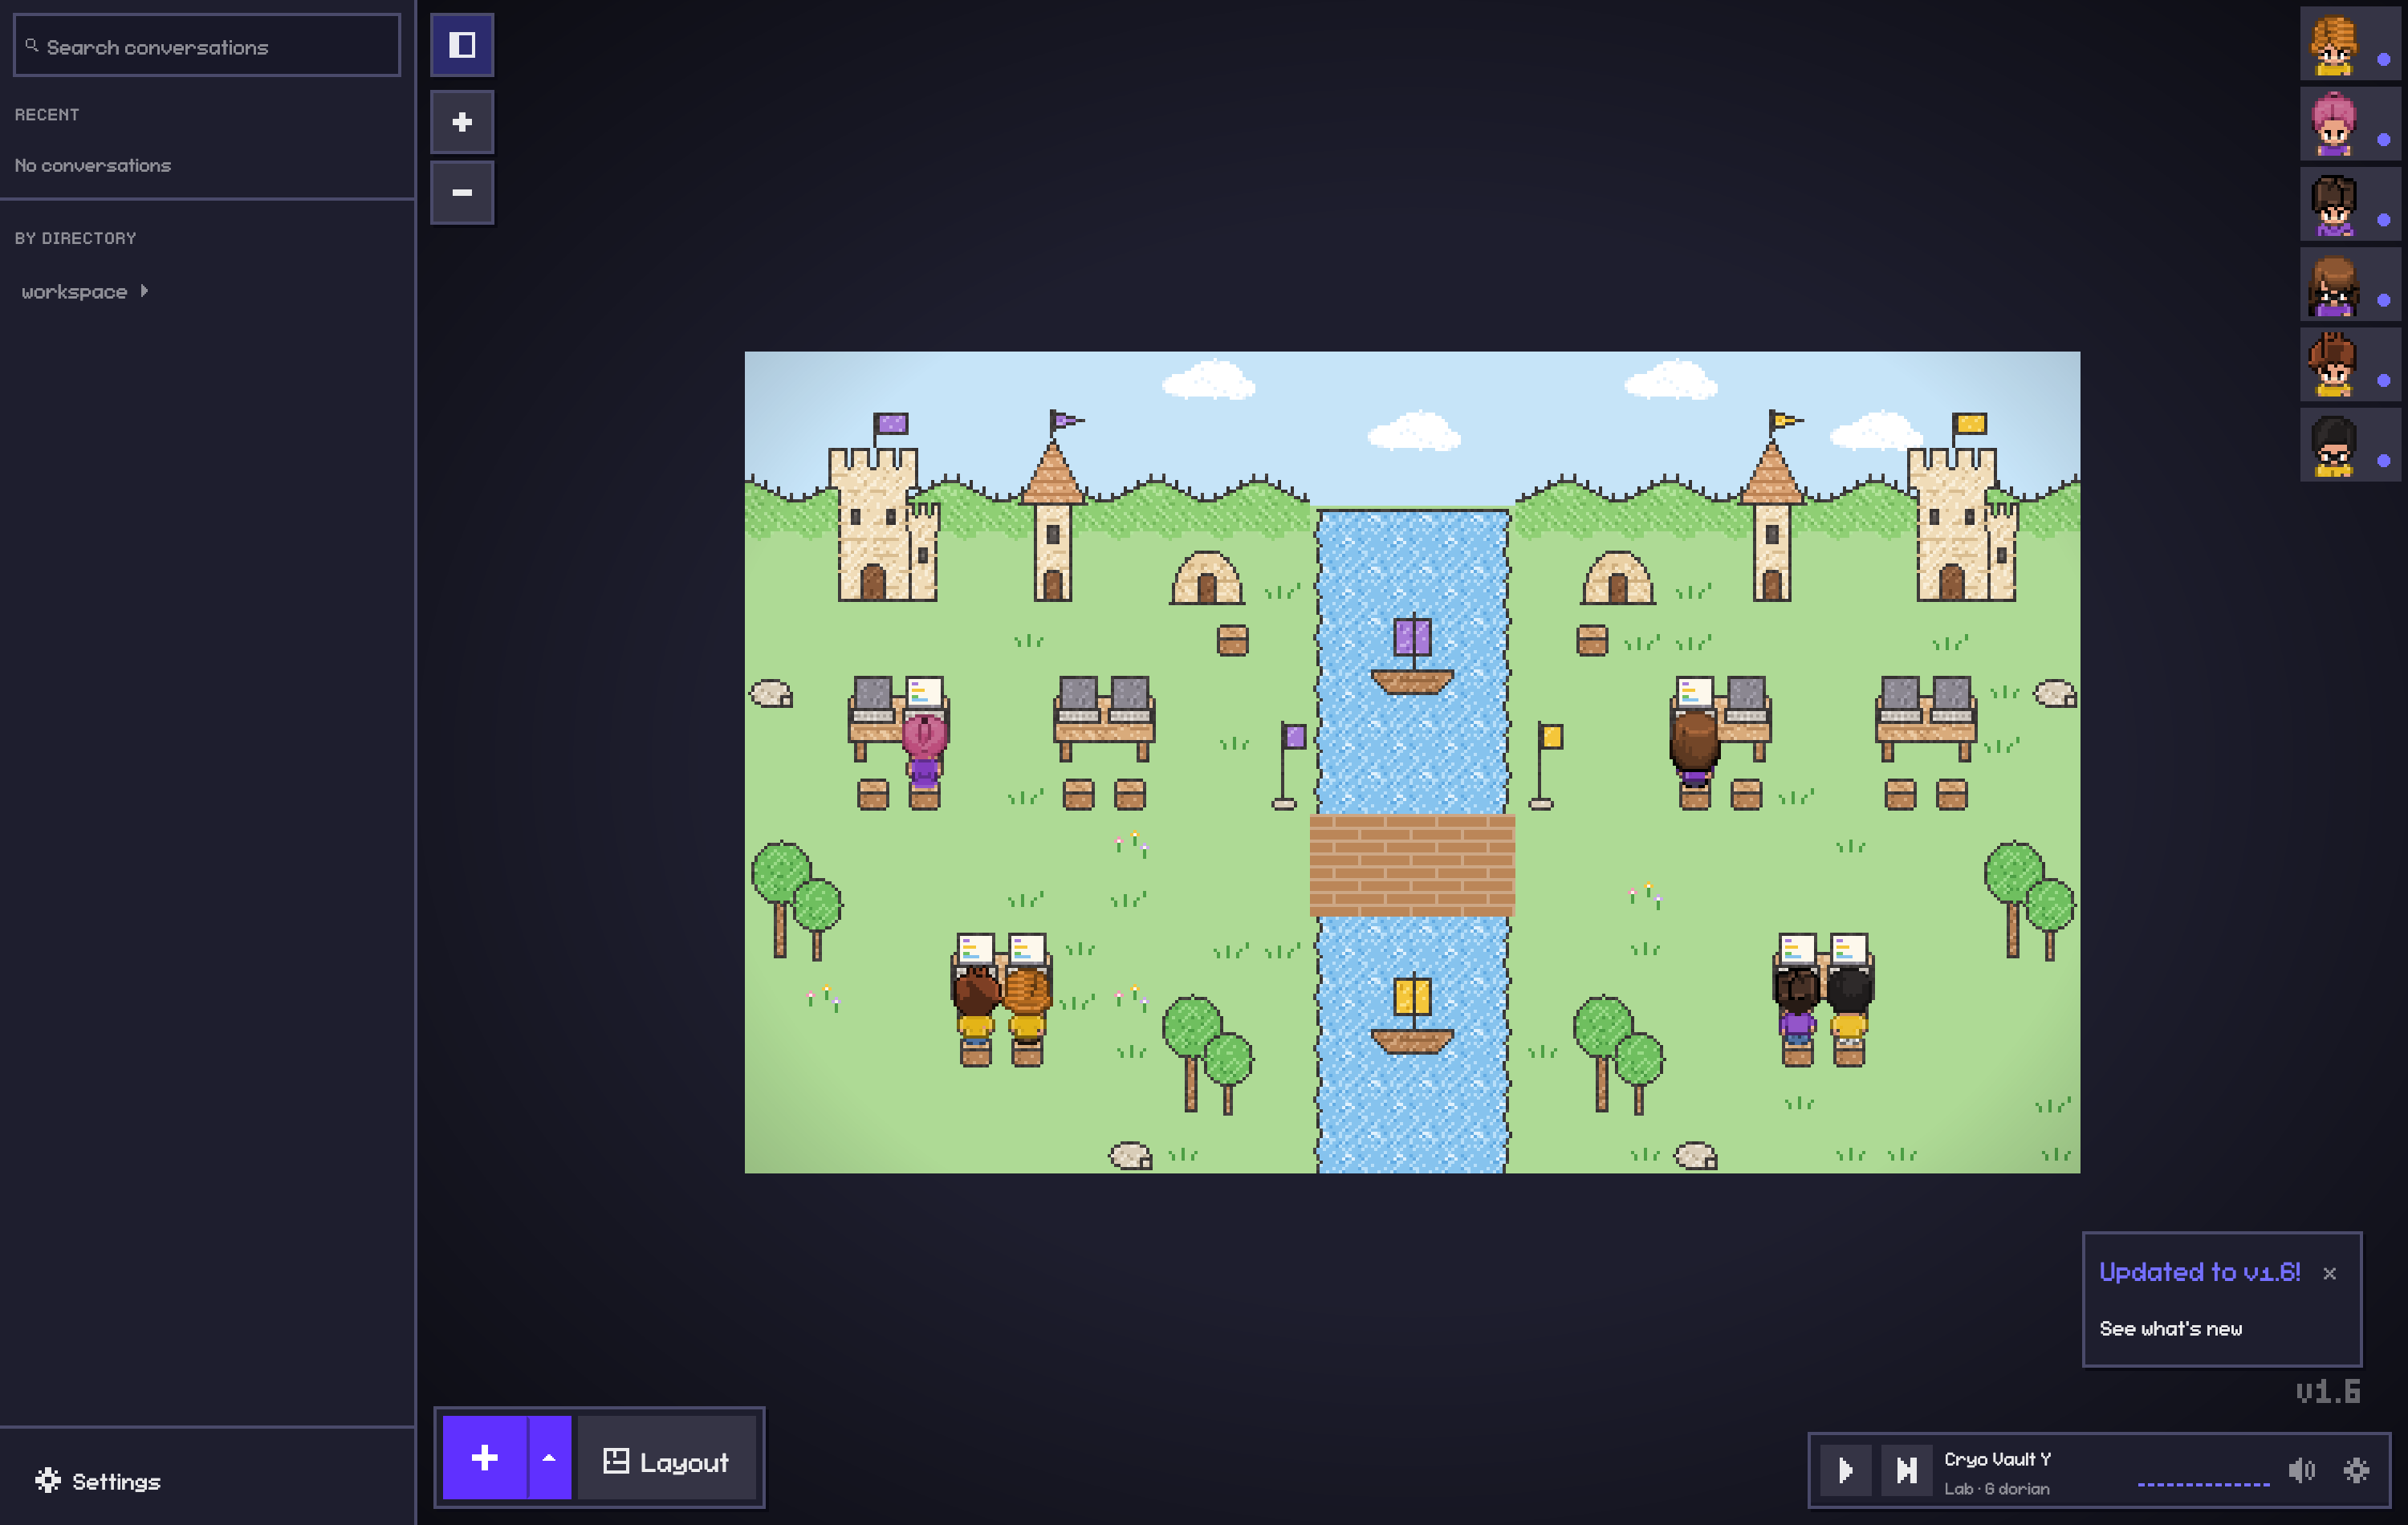 Search conversations
RECENT
No conversations
BY DIRECTORY
workspace
Settings
Layout
Updated to v1.6!
See what's new
v1.6
Cryo Vault Y
Lab · G dorian